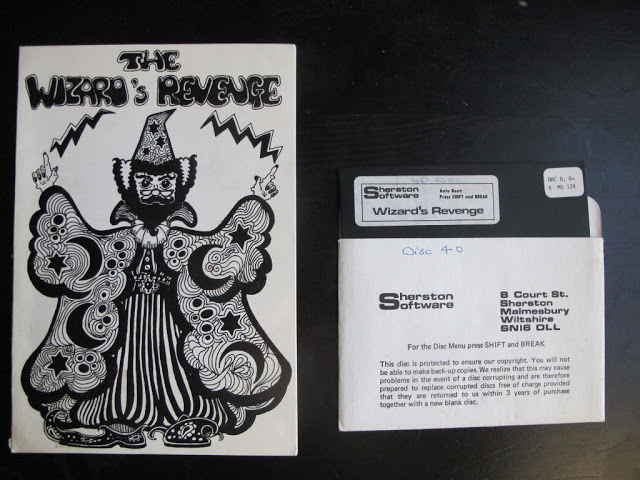 THE
WIZARD'S REVENGE
40 DISC
Sherston
Software
Auto Boot:
Press SHIFT and BREAK
Wizard's Revenge
BBC B, B+
& MS 128
Disc 40
Sherston
Software
8 Court St.
Sherston
Malmesbury
Wiltshire
SN16 OLL
For the Disc Menu press SHIFT and BREAK
This disc is protected to ensure our copyright. You will not
be able to make back-up copies. We realize that this may cause
problems in the event of a disc corrupting and are therefore
prepared to replace corrupted discs free of charge provided
that they are returned to us within 3 years of purchase
together with a new blank disc.